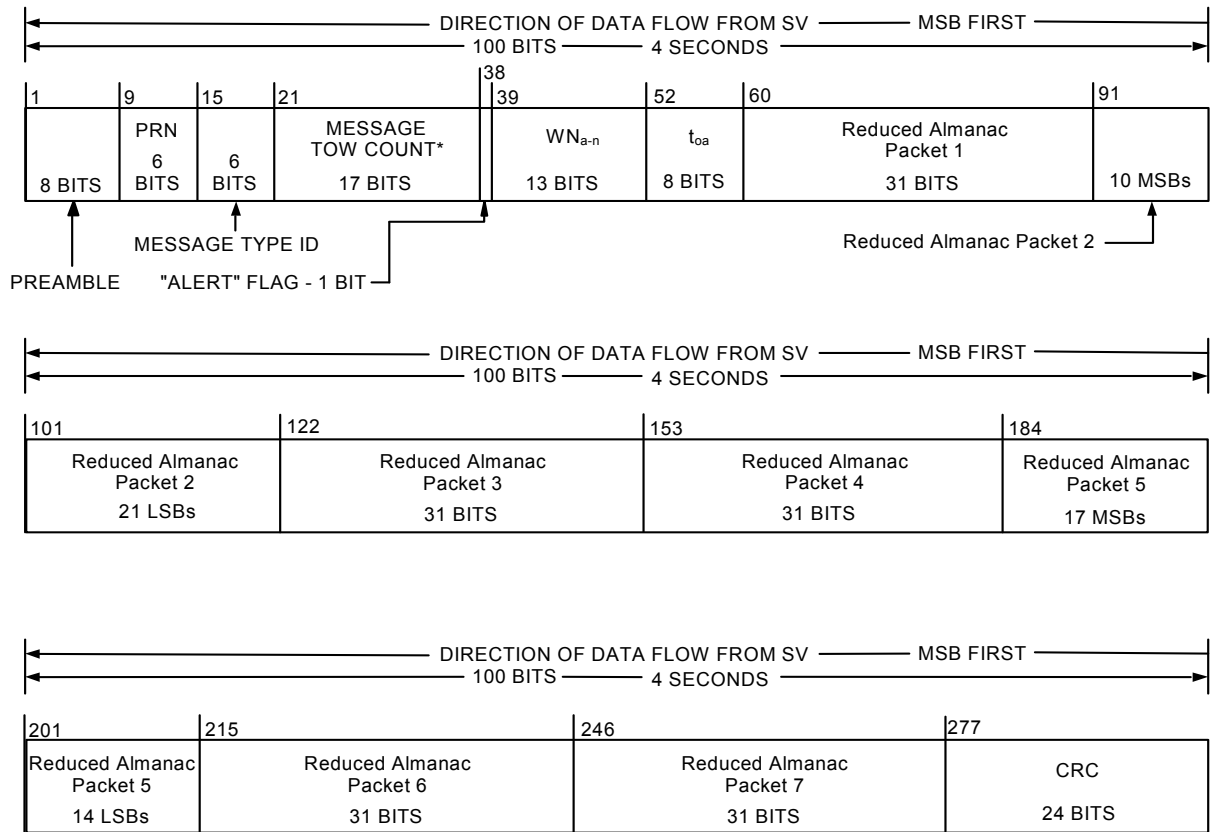 DIRECTION OF DATA FLOW FROM SV MSB FIRST
100 BITS 4 SECONDS
38
1 9 15 21 39 52 60 91
PRN
6
BITS
8 BITS
6
BITS
MESSAGE
TOW COUNT*
17 BITS
WNa-n
13 BITS
toa
8 BITS
Reduced Almanac
Packet 1
31 BITS
10 MSBs
MESSAGE TYPE ID
Reduced Almanac Packet 2
PREAMBLE
"ALERT" FLAG - 1 BIT
DIRECTION OF DATA FLOW FROM SV MSB FIRST
100 BITS 4 SECONDS
101 122 153 184
Reduced Almanac
Packet 2
21 LSBs
Reduced Almanac
Packet 3
31 BITS
Reduced Almanac
Packet 4
31 BITS
Reduced Almanac
Packet 5
17 MSBs
DIRECTION OF DATA FLOW FROM SV MSB FIRST
100 BITS 4 SECONDS
201 215 246 277
Reduced Almanac
Packet 5
14 LSBs
Reduced Almanac
Packet 6
31 BITS
Reduced Almanac
Packet 7
31 BITS
CRC
24 BITS